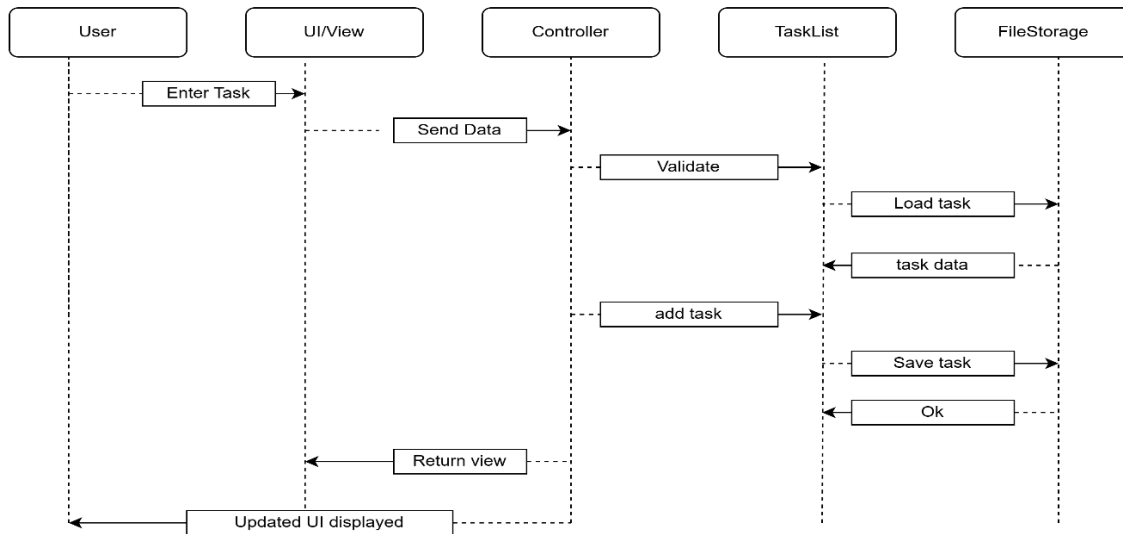 User
UI/View
Controller
TaskList
FileStorage
Enter Task
Send Data
Validate
Load task
task data
add task
Save task
Ok
Return view
Updated UI displayed